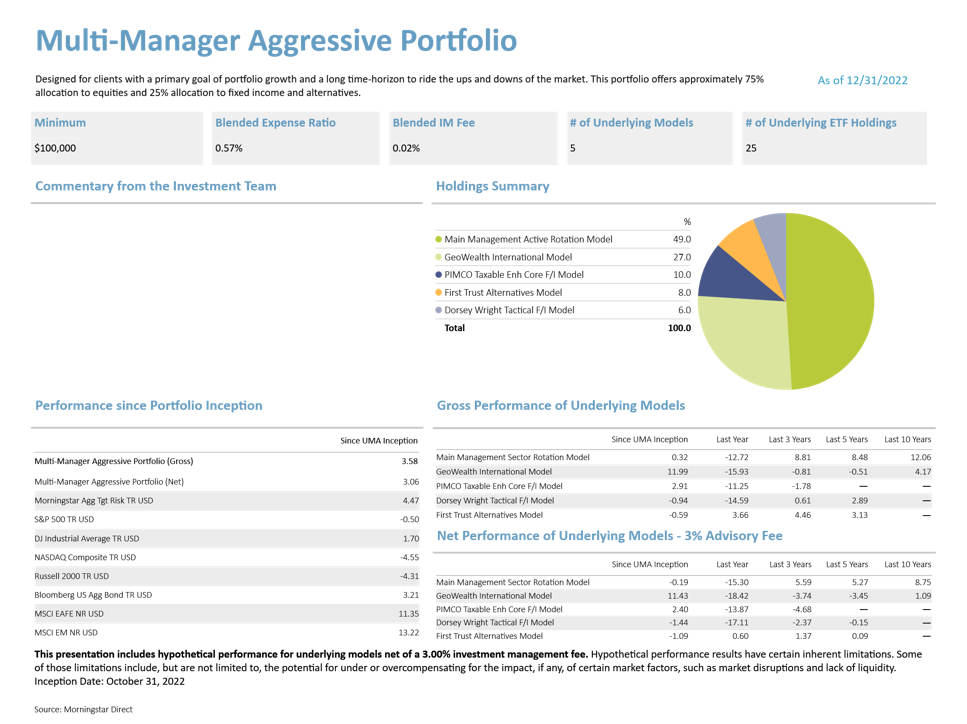 Multi-Manager Aggressive Portfolio
Designed for clients with a primary goal of portfolio growth and a long time-horizon to ride the ups and downs of the market. This portfolio offers approximately 75%
allocation to equities and 25% allocation to fixed income and alternatives.
As of 12/31/2022
Minimum
$100,000
Blended Expense Ratio
0.57%
Blended IM Fee
0.02%
# of Underlying Models
5
# of Underlying ETF Holdings
25
Commentary from the Investment Team
Holdings Summary
%
Main Management Active Rotation Model 49.0
GeoWealth International Model 27.0
PIMCO Taxable Enh Core F/I Model 10.0
First Trust Alternatives Model 8.0
Dorsey Wright Tactical F/I Model 6.0
Total 100.0
Performance since Portfolio Inception
Since UMA Inception
Multi-Manager Aggressive Portfolio (Gross) 3.58
Multi-Manager Aggressive Portfolio (Net) 3.06
Morningstar Agg Tgt Risk TR USD 4.47
S&P 500 TR USD -0.50
DJ Industrial Average TR USD 1.70
NASDAQ Composite TR USD -4.55
Russell 2000 TR USD -4.31
Bloomberg US Agg Bond TR USD 3.21
MSCI EAFE NR USD 11.35
MSCI EM NR USD 13.22
Gross Performance of Underlying Models
Since UMA Inception Last Year Last 3 Years Last 5 Years Last 10 Years
Main Management Sector Rotation Model 0.32 -12.72 8.81 8.48 12.06
GeoWealth International Model 11.99 -15.93 -0.81 -0.51 4.17
PIMCO Taxable Enh Core F/I Model 2.91 -11.25 -1.78 — —
Dorsey Wright Tactical F/I Model -0.94 -14.59 0.61 2.89 —
First Trust Alternatives Model -0.59 3.66 4.46 3.13 —
Net Performance of Underlying Models - 3% Advisory Fee
Since UMA Inception Last Year Last 3 Years Last 5 Years Last 10 Years
Main Management Sector Rotation Model -0.19 -15.30 5.59 5.27 8.75
GeoWealth International Model 11.43 -18.42 -3.74 -3.45 1.09
PIMCO Taxable Enh Core F/I Model 2.40 -13.87 -4.68 — —
Dorsey Wright Tactical F/I Model -1.44 -17.11 -2.37 -0.15 —
First Trust Alternatives Model -1.09 0.60 1.37 0.09 —
This presentation includes hypothetical performance for underlying models net of a 3.00% investment management fee. Hypothetical performance results have certain inherent limitations. Some
of those limitations include, but are not limited to, the potential for under or overcompensating for the impact, if any, of certain market factors, such as market disruptions and lack of liquidity.
Inception Date: October 31, 2022
Source: Morningstar Direct